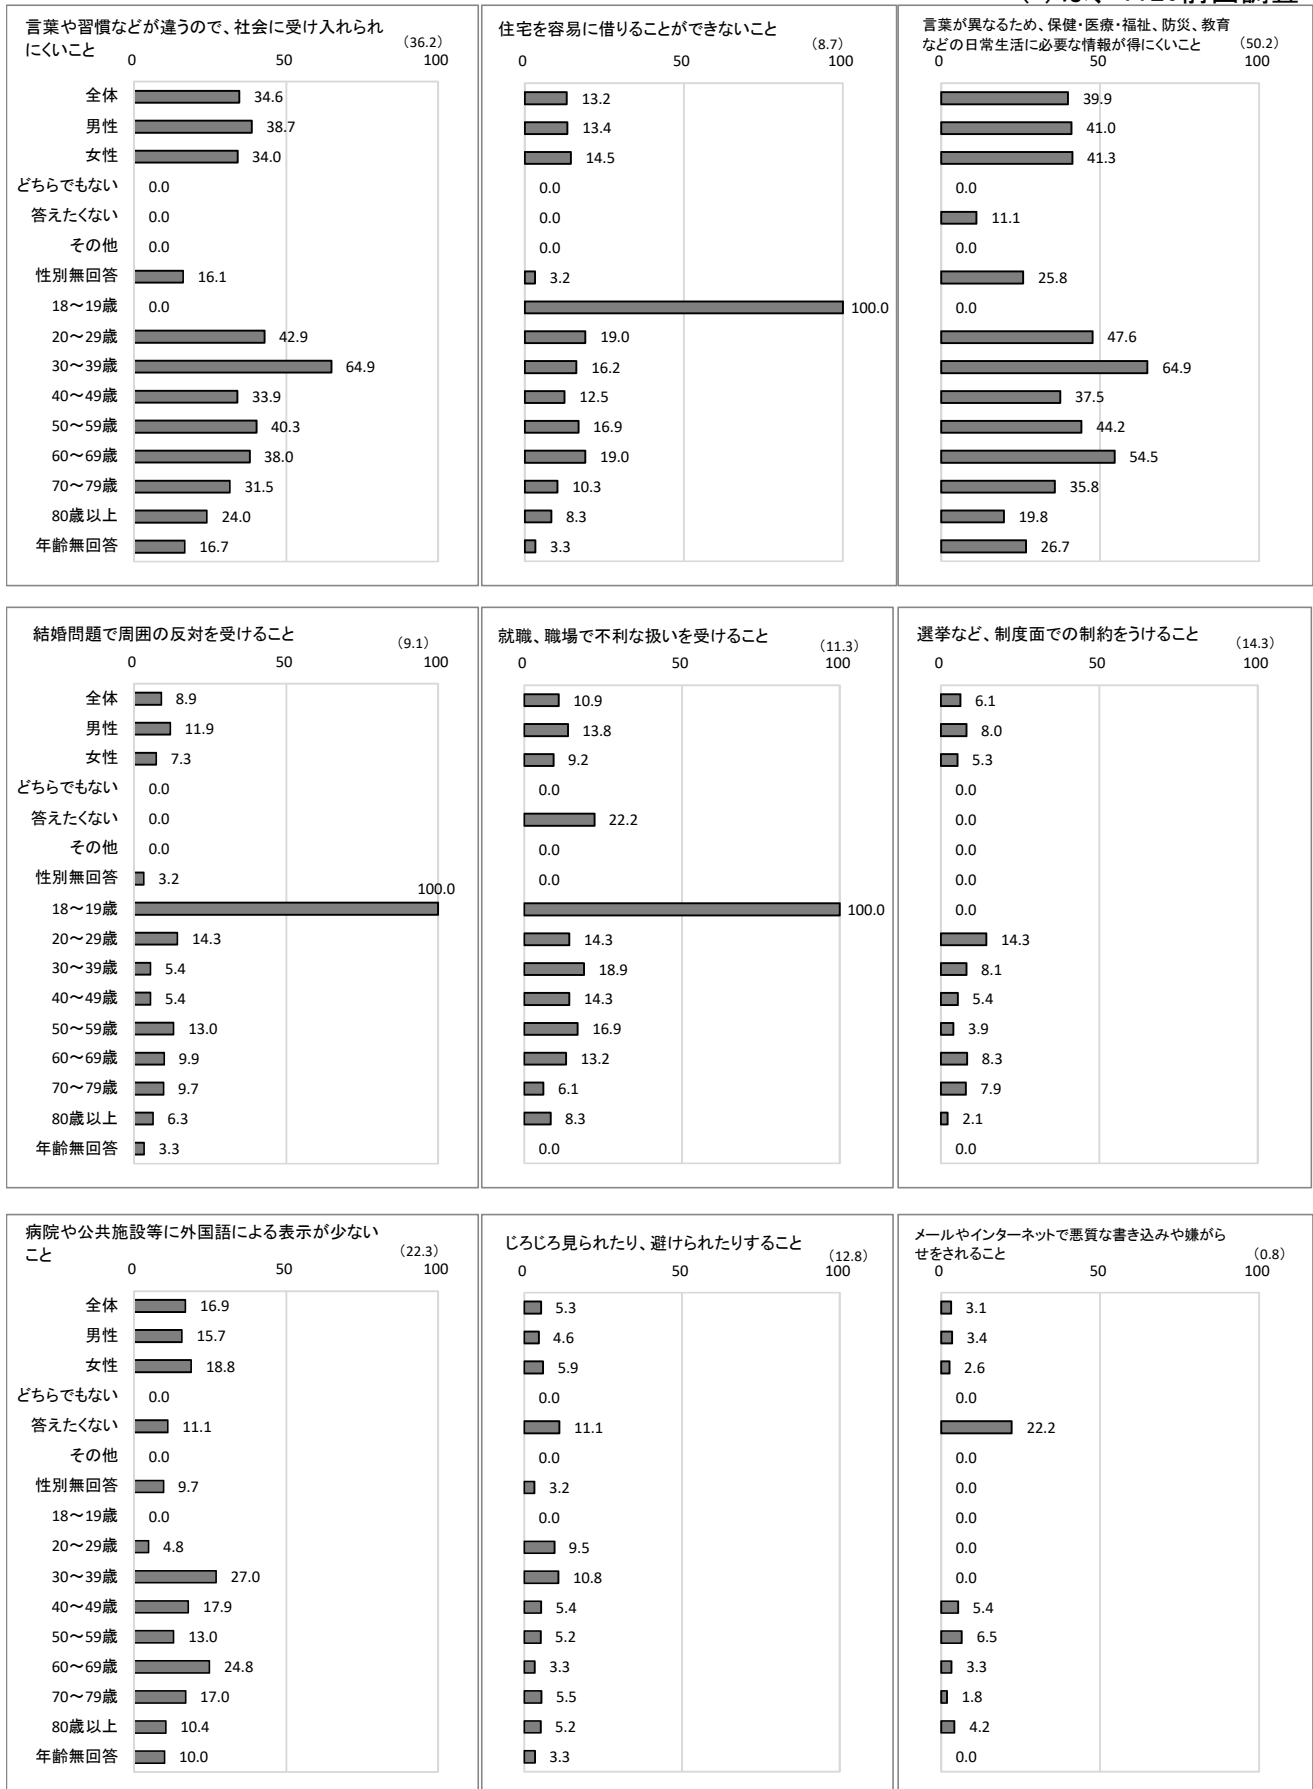 言葉や習慣などが違うので、社会に受け入れられ
にくいこと
(36.2)
0 50 100
全体 34.6
男性 38.7
女性 34.0
どちらでもない 0.0
答えたくない 0.0
その他 0.0
性別無回答 16.1
18～19歳 0.0
20～29歳 42.9
30～39歳 64.9
40～49歳 33.9
50～59歳 40.3
60～69歳 38.0
70～79歳 31.5
80歳以上 24.0
年齢無回答 16.7
住宅を容易に借りることができないこと
(8.7)
0 50 100
13.2
13.4
14.5
0.0
0.0
0.0
3.2
100.0
19.0
16.2
12.5
16.9
19.0
10.3
8.3
3.3
言葉が異なるため、保健・医療・福祉、防災、教育
などの日常生活に必要な情報が得にくいこと
(50.2)
0 50 100
39.9
41.0
41.3
0.0
11.1
0.0
25.8
0.0
47.6
64.9
37.5
44.2
54.5
35.8
19.8
26.7
結婚問題で周囲の反対を受けること
(9.1)
0 50 100
全体 8.9
男性 11.9
女性 7.3
どちらでもない 0.0
答えたくない 0.0
その他 0.0
性別無回答 3.2
18～19歳 100.0
20～29歳 14.3
30～39歳 5.4
40～49歳 5.4
50～59歳 13.0
60～69歳 9.9
70～79歳 9.7
80歳以上 6.3
年齢無回答 3.3
就職、職場で不利な扱いを受けること
(11.3)
0 50 100
10.9
13.8
9.2
0.0
22.2
0.0
0.0
100.0
14.3
18.9
14.3
16.9
13.2
6.1
8.3
0.0
選挙など、制度面での制約をうけること
(14.3)
0 50 100
6.1
8.0
5.3
0.0
0.0
0.0
0.0
0.0
14.3
8.1
5.4
3.9
8.3
7.9
2.1
0.0
病院や公共施設等に外国語による表示が少ない
こと
(22.3)
0 50 100
全体 16.9
男性 15.7
女性 18.8
どちらでもない 0.0
答えたくない 11.1
その他 0.0
性別無回答 9.7
18～19歳 0.0
20～29歳 4.8
30～39歳 27.0
40～49歳 17.9
50～59歳 13.0
60～69歳 24.8
70～79歳 17.0
80歳以上 10.4
年齢無回答 10.0
じろじろ見られたり、避けられたりすること
(12.8)
0 50 100
5.3
4.6
5.9
0.0
11.1
0.0
3.2
0.0
9.5
10.8
5.4
5.2
3.3
5.5
5.2
3.3
メールやインターネットで悪質な書き込みや嫌がら
せをされること
(0.8)
0 50 100
3.1
3.4
2.6
0.0
22.2
0.0
0.0
0.0
0.0
0.0
5.4
6.5
3.3
1.8
4.2
0.0